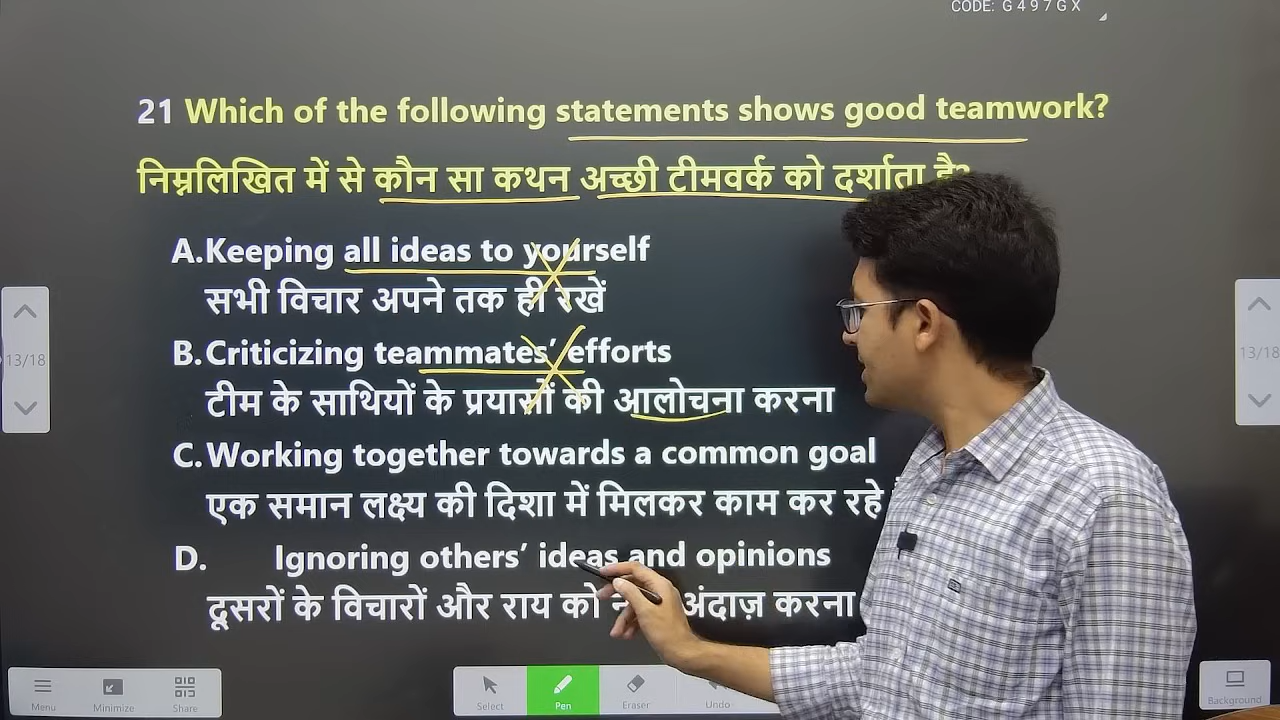 CODE: G497GX
21 Which of the following statements shows good teamwork?
निम्नलिखित में से कौन सा कथन अच्छी टीमवर्क को दर्शाता है?
A.Keeping all ideas to yourself
सभी विचार अपने तक ही रखें
B.Criticizing teammates’ efforts
टीम के साथियों के प्रयासों की आलोचना करना
C.Working together towards a common goal
एक समान लक्ष्य की दिशा में मिलकर काम कर रहे
D. Ignoring others’ ideas and opinions
दूसरों के विचारों और राय को अंदाज़ करना
13/18
13/18
Menu Minimize Share Select Pen Eraser Undo Background